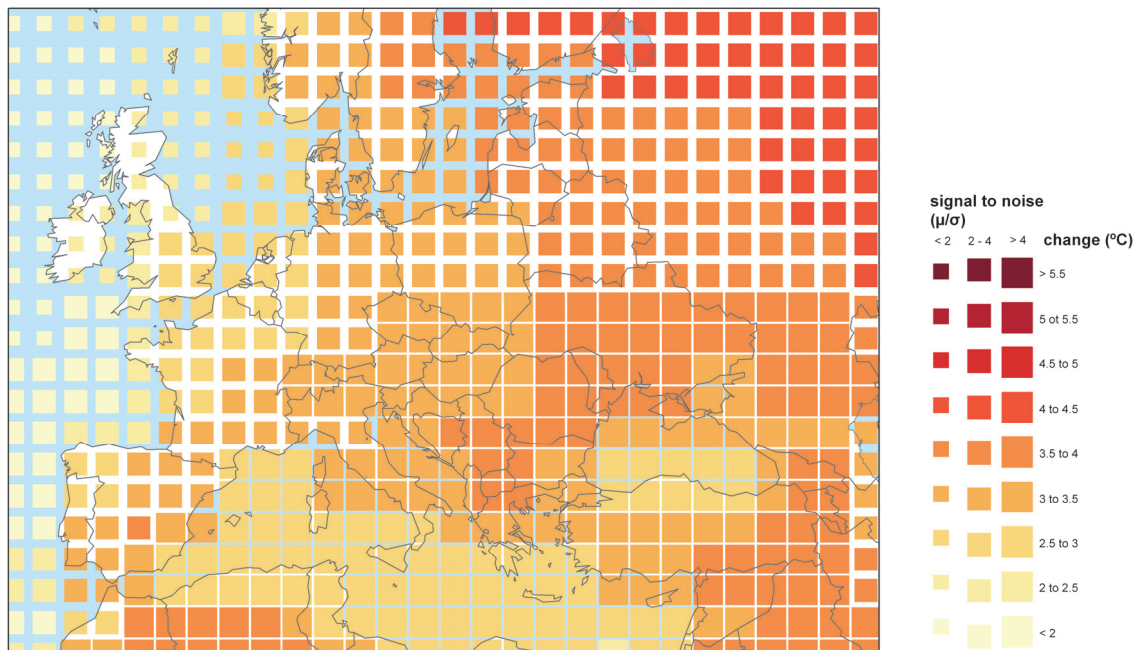 signal to noise
(μ/σ)
< 2 2 - 4 > 4 change (ºC)
> 5.5
5 ot 5.5
4.5 to 5
4 to 4.5
3.5 to 4
3 to 3.5
2.5 to 3
2 to 2.5
< 2